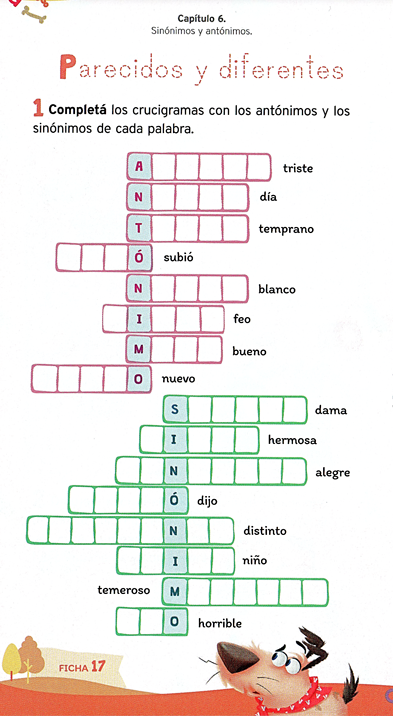 Capítulo 6.
Sinónimos y antónimos.
Parecidos y diferentes
1 Completá los crucigramas con los antónimos y los
sinónimos de cada palabra.
A triste
N día
T temprano
Ó subió
N blanco
I feo
M bueno
O nuevo
S dama
I hermosa
N alegre
Ó dijo
N distinto
I niño
temeroso M
O horrible
FICHA 17